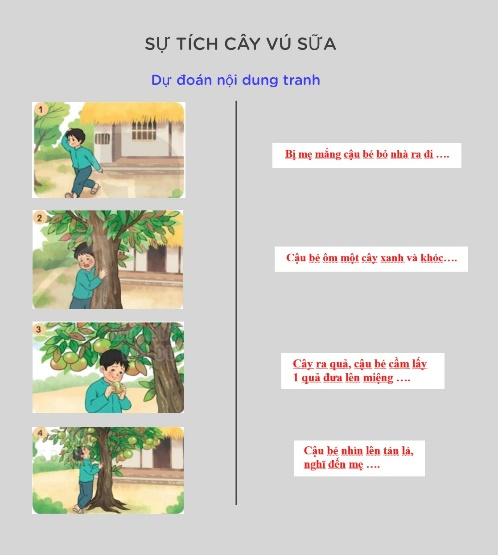 SỰ TÍCH CÂY VÚ SỮA
Dự đoán nội dung tranh
1
Bị mẹ mắng cậu bé bỏ nhà ra đi ....
2
Cậu bé ôm một cây xanh và khóc....
3
Cây ra quả, cậu bé cầm lấy
1 quả đưa lên miệng ....
4
Cậu bé nhìn lên tán lá,
nghĩ đến mẹ ....